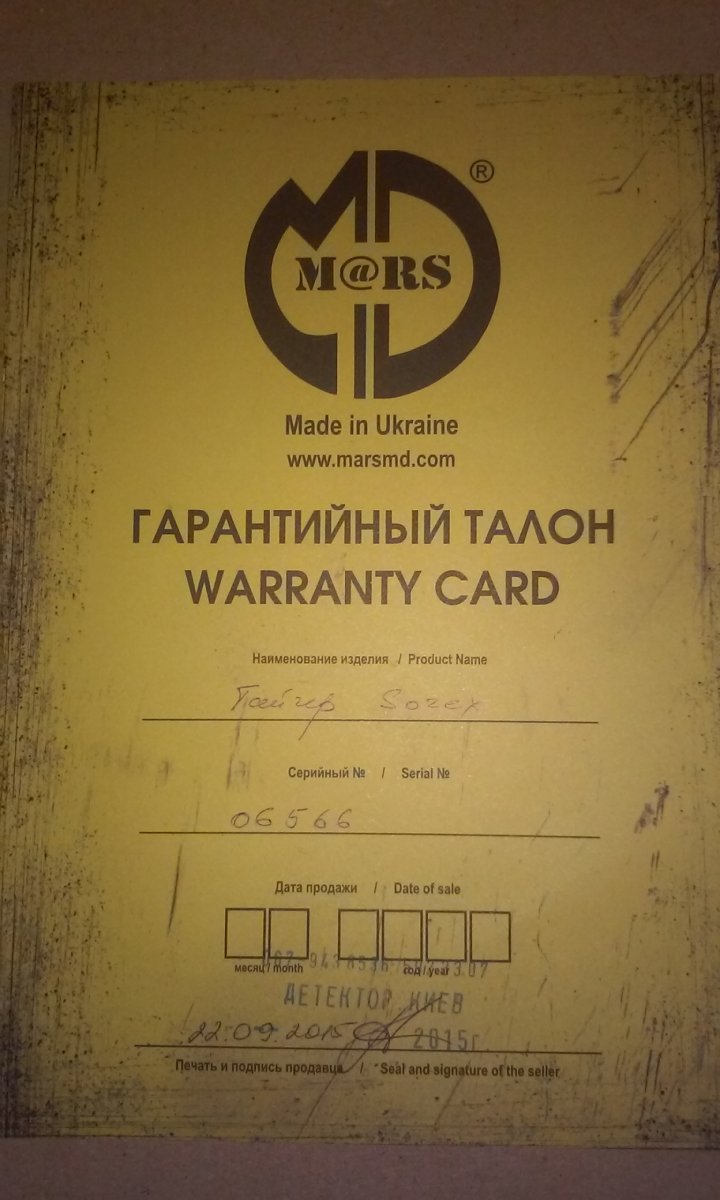 ®
M@RS
Made in Ukraine
www.marsmd.com
ГАРАНТИЙНЫЙ ТАЛОН
WARRANTY CARD
Наименование изделия / Product Name
Тайгер Sorex
Серийный № / Serial №
06566
Дата продажи / Date of sale
месяц / month год / year
ДЕТЕКТОР КИЕВ
22.09.2015 2015г.
Печать и подпись продавца / Seal and signature of the seller